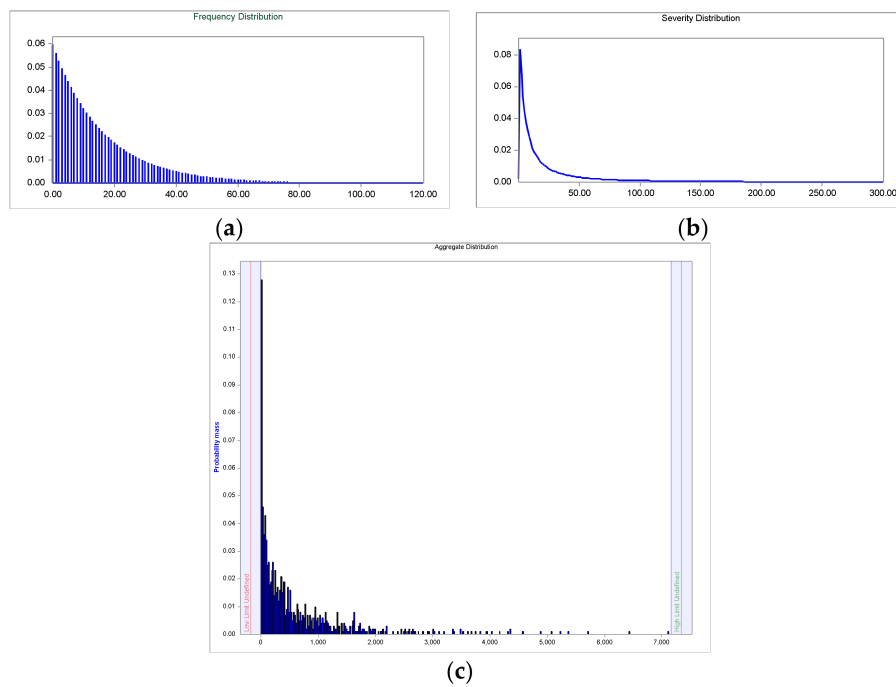 Frequency Distribution
0.06
0.05
0.04
0.03
0.02
0.01
0.00
0.00 20.00 40.00 60.00 80.00 100.00 120.00
(a)
Severity Distribution
0.08
0.06
0.04
0.02
0.00
50.00 100.00 150.00 200.00 250.00 300.00
(b)
Aggregate Distribution
Probability mass
0.13
0.12
0.11
0.10
0.09
0.08
0.07
0.06
0.05
0.04
0.03
0.02
0.01
0.00
Low Limit Undefined
High Limit Undefined
0 1,000 2,000 3,000 4,000 5,000 6,000 7,000
(c)